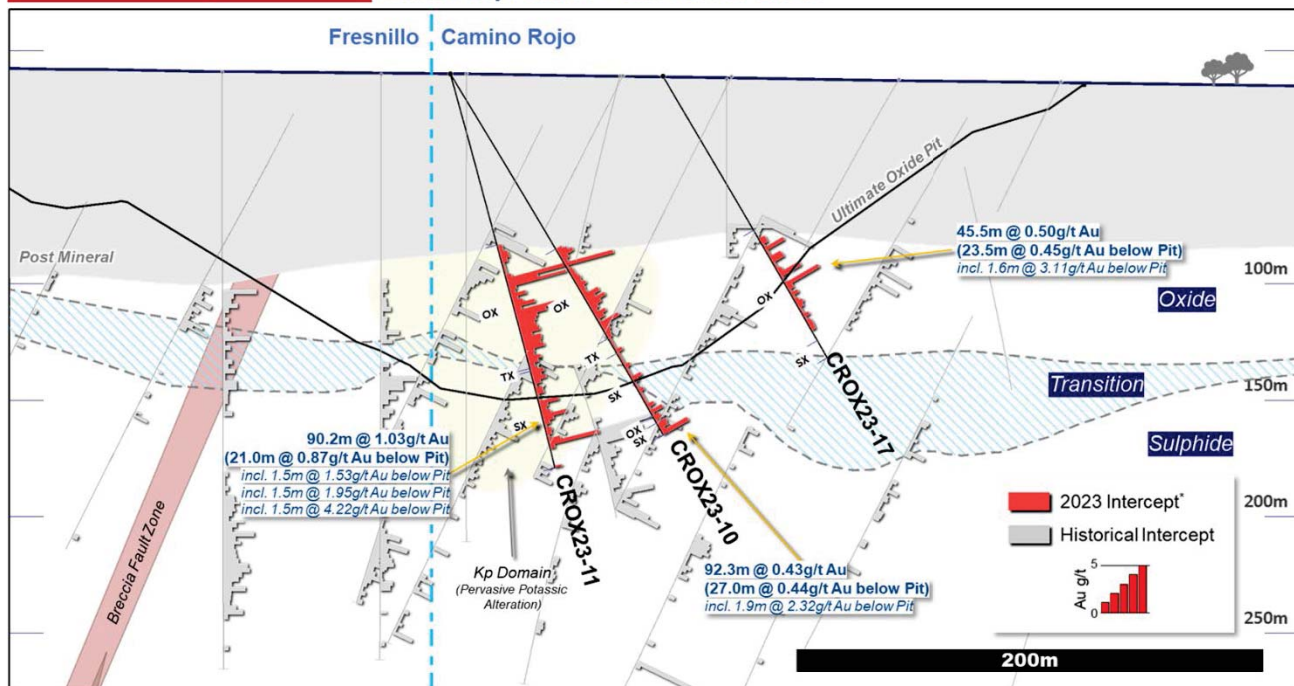 Fresnillo
Camino Rojo
Ultimate Oxide Pit
Post Mineral
45.5m @ 0.50g/t Au
(23.5m @ 0.45g/t Au below Pit)
incl. 1.6m @ 3.11g/t Au below Pit
100m
Oxide
OX
OX
OX
TX
TX
SX
Transition
150m
SX
SX
OX
SX
Sulphide
90.2m @ 1.03g/t Au
(21.0m @ 0.87g/t Au below Pit)
incl. 1.5m @ 1.53g/t Au below Pit
incl. 1.5m @ 1.95g/t Au below Pit
incl. 1.5m @ 4.22g/t Au below Pit
CROX23-11
CROX23-10
CROX23-17
200m
Breccia Fault Zone
Kp Domain
(Pervasive Potassic
Alteration)
92.3m @ 0.43g/t Au
(27.0m @ 0.44g/t Au below Pit)
incl. 1.9m @ 2.32g/t Au below Pit
2023 Intercept*
Historical Intercept
Au g/t
5
0
250m
200m